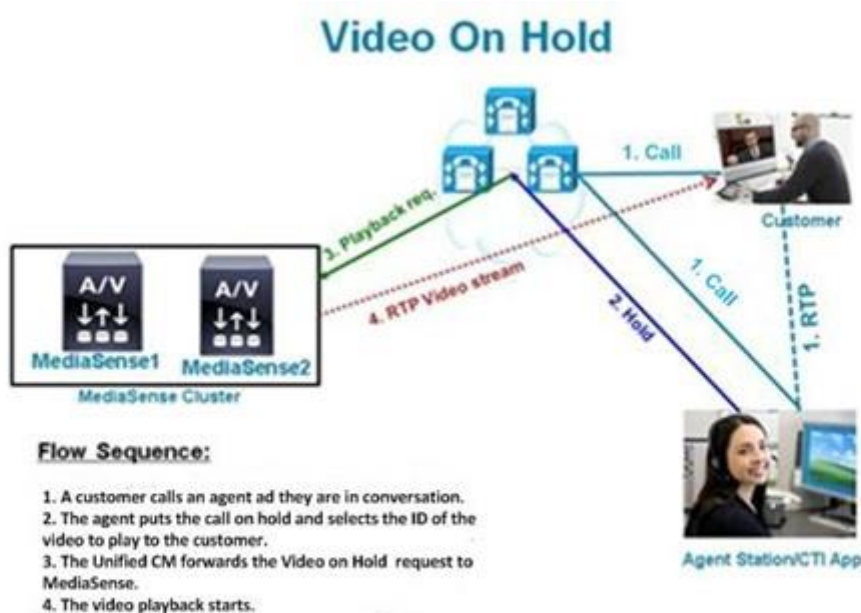 Video On Hold
1. Call
Customer
3. Playback req.
4. RTP Video stream
1. Call
2. Hold
1. RTP
A/V
A/V
MediaSense1
MediaSense2
MediaSense Cluster
Agent Station/CTI App
Flow Sequence:
1. A customer calls an agent ad they are in conversation.
2. The agent puts the call on hold and selects the ID of the
video to play to the customer.
3. The Unified CM forwards the Video on Hold request to
MediaSense.
4. The video playback starts.